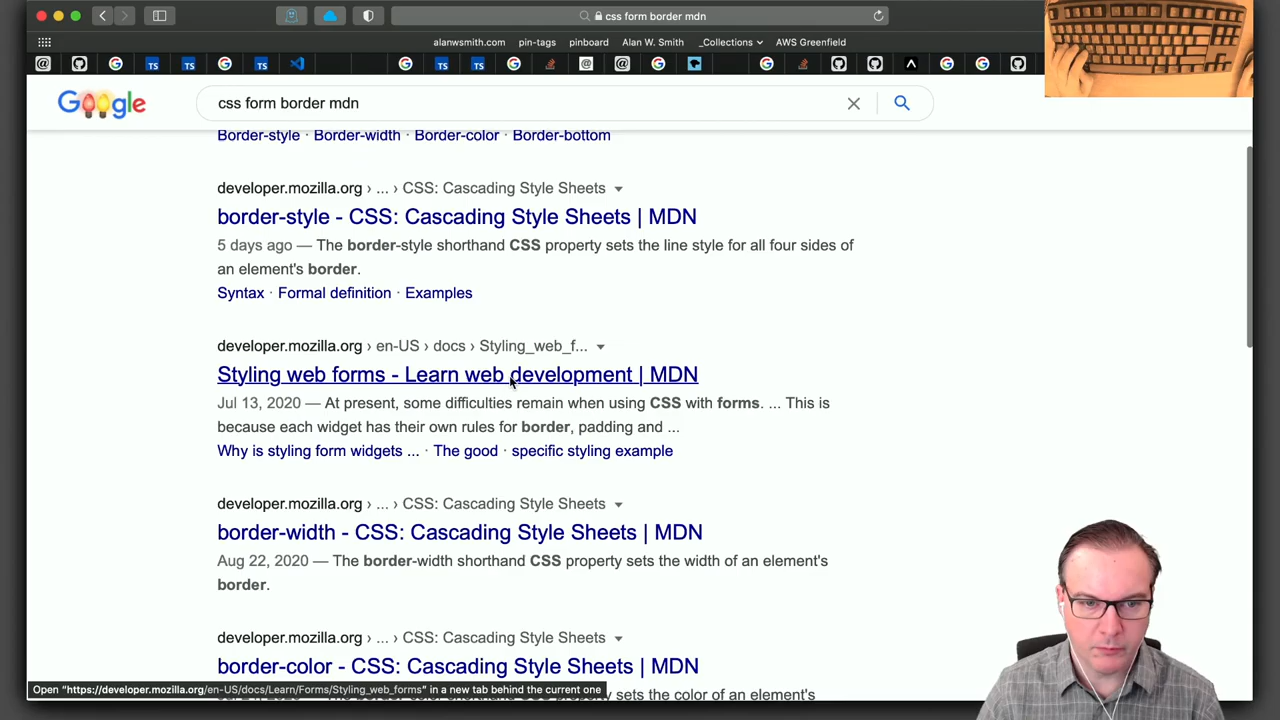 css form border mdn
alanwsmith.com pin-tags pinboard Alan W. Smith _Collections AWS Greenfield
Google
css form border mdn
Border-style · Border-width · Border-color · Border-bottom
developer.mozilla.org › ... › CSS: Cascading Style Sheets
border-style - CSS: Cascading Style Sheets | MDN
5 days ago — The border-style shorthand CSS property sets the line style for all four sides of
an element's border.
Syntax · Formal definition · Examples
developer.mozilla.org › en-US › docs › Styling_web_f...
Styling web forms - Learn web development | MDN
Jul 13, 2020 — At present, some difficulties remain when using CSS with forms. ... This is
because each widget has their own rules for border, padding and ...
Why is styling form widgets ... · The good · specific styling example
developer.mozilla.org › ... › CSS: Cascading Style Sheets
border-width - CSS: Cascading Style Sheets | MDN
Aug 22, 2020 — The border-width shorthand CSS property sets the width of an element's
border.
developer.mozilla.org › ... › CSS: Cascading Style Sheets
border-color - CSS: Cascading Style Sheets | MDN
Open "https://developer.mozilla.org/en-US/docs/Learn/Forms/Styling_web_forms" in a new tab behind the current one
sets the color of an element's